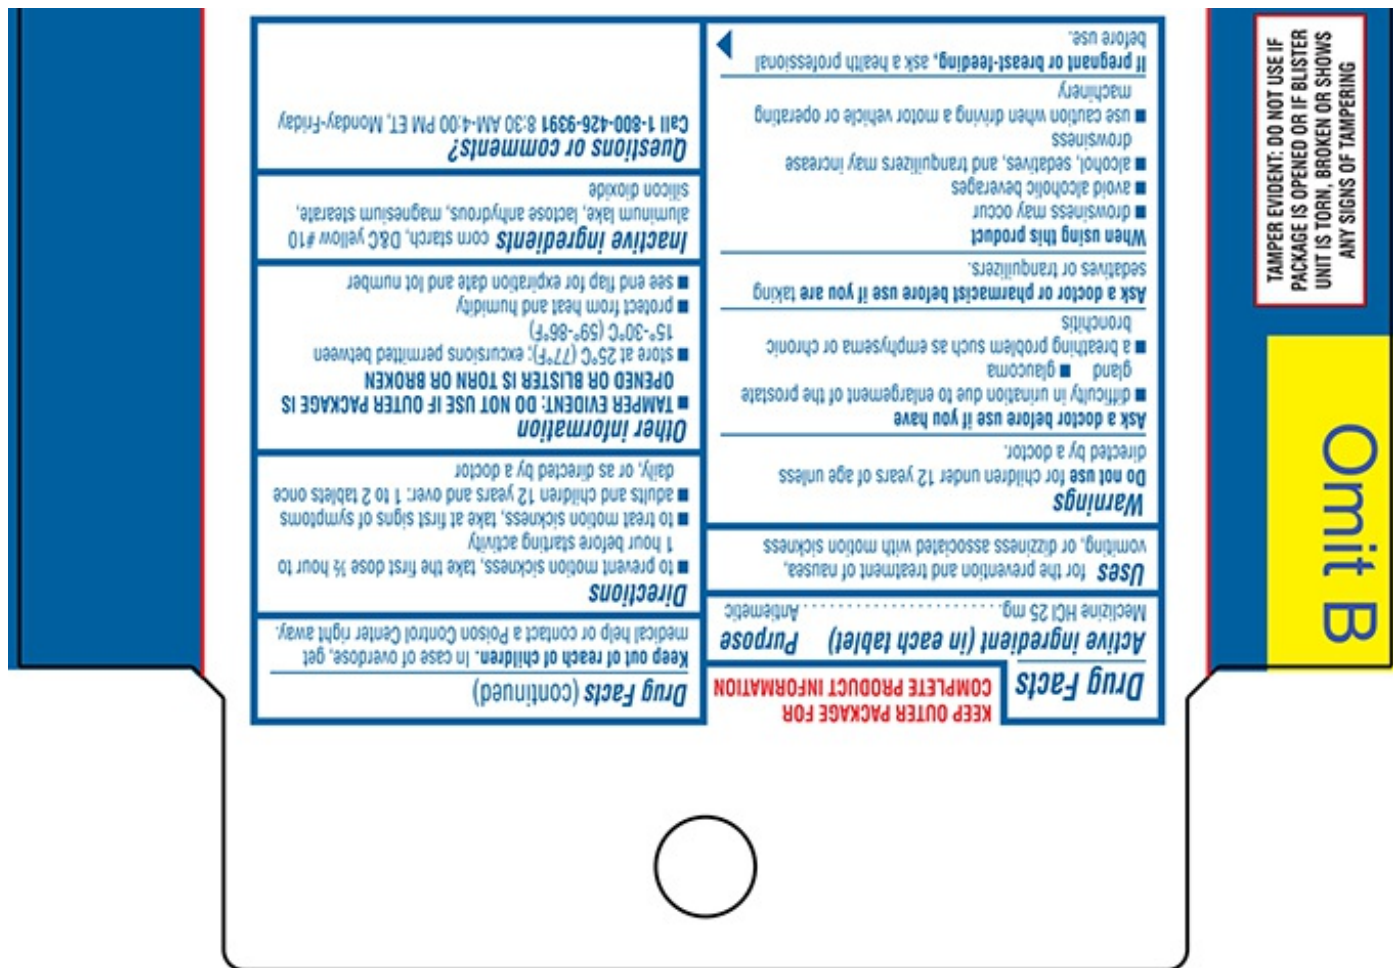 Drug Facts
KEEP OUTER PACKAGE FOR
COMPLETE PRODUCT INFORMATION
Active ingredient (in each tablet) Purpose
Meclizine HCl 25 mg. . . . . . . . . . . . . . . . . . . . . . . Antiemetic
Uses for the prevention and treatment of nausea,
vomiting, or dizziness associated with motion sickness
Warnings
Do not use for children under 12 years of age unless
directed by a doctor.
Ask a doctor before use if you have
■ difficulty in urination due to enlargement of the prostate
gland ■ glaucoma
■ a breathing problem such as emphysema or chronic
bronchitis
Ask a doctor or pharmacist before use if you are taking
sedatives or tranquilizers.
When using this product
■ drowsiness may occur
■ avoid alcoholic beverages
■ alcohol, sedatives, and tranquilizers may increase
drowsiness
■ use caution when driving a motor vehicle or operating
machinery
If pregnant or breast-feeding, ask a health professional
before use.
Drug Facts (continued)
Keep out of reach of children. In case of overdose, get
medical help or contact a Poison Control Center right away.
Directions
■ to prevent motion sickness, take the first dose ½ hour to
1 hour before starting activity
■ to treat motion sickness, take at first signs of symptoms
■ adults and children 12 years and over: 1 to 2 tablets once
daily, or as directed by a doctor
Other information
■ TAMPER EVIDENT: DO NOT USE IF OUTER PACKAGE IS
OPENED OR BLISTER IS TORN OR BROKEN
■ store at 25°C (77°F); excursions permitted between
15°-30°C (59°-86°F)
■ protect from heat and humidity
■ see end flap for expiration date and lot number
Inactive ingredients corn starch, D&C yellow #10
aluminum lake, lactose anhydrous, magnesium stearate,
silicon dioxide
Questions or comments?
Call 1-800-426-9391 8:30 AM-4:00 PM ET, Monday-Friday
TAMPER EVIDENT: DO NOT USE IF
PACKAGE IS OPENED OR IF BLISTER
UNIT IS TORN, BROKEN OR SHOWS
ANY SIGNS OF TAMPERING
Omit B